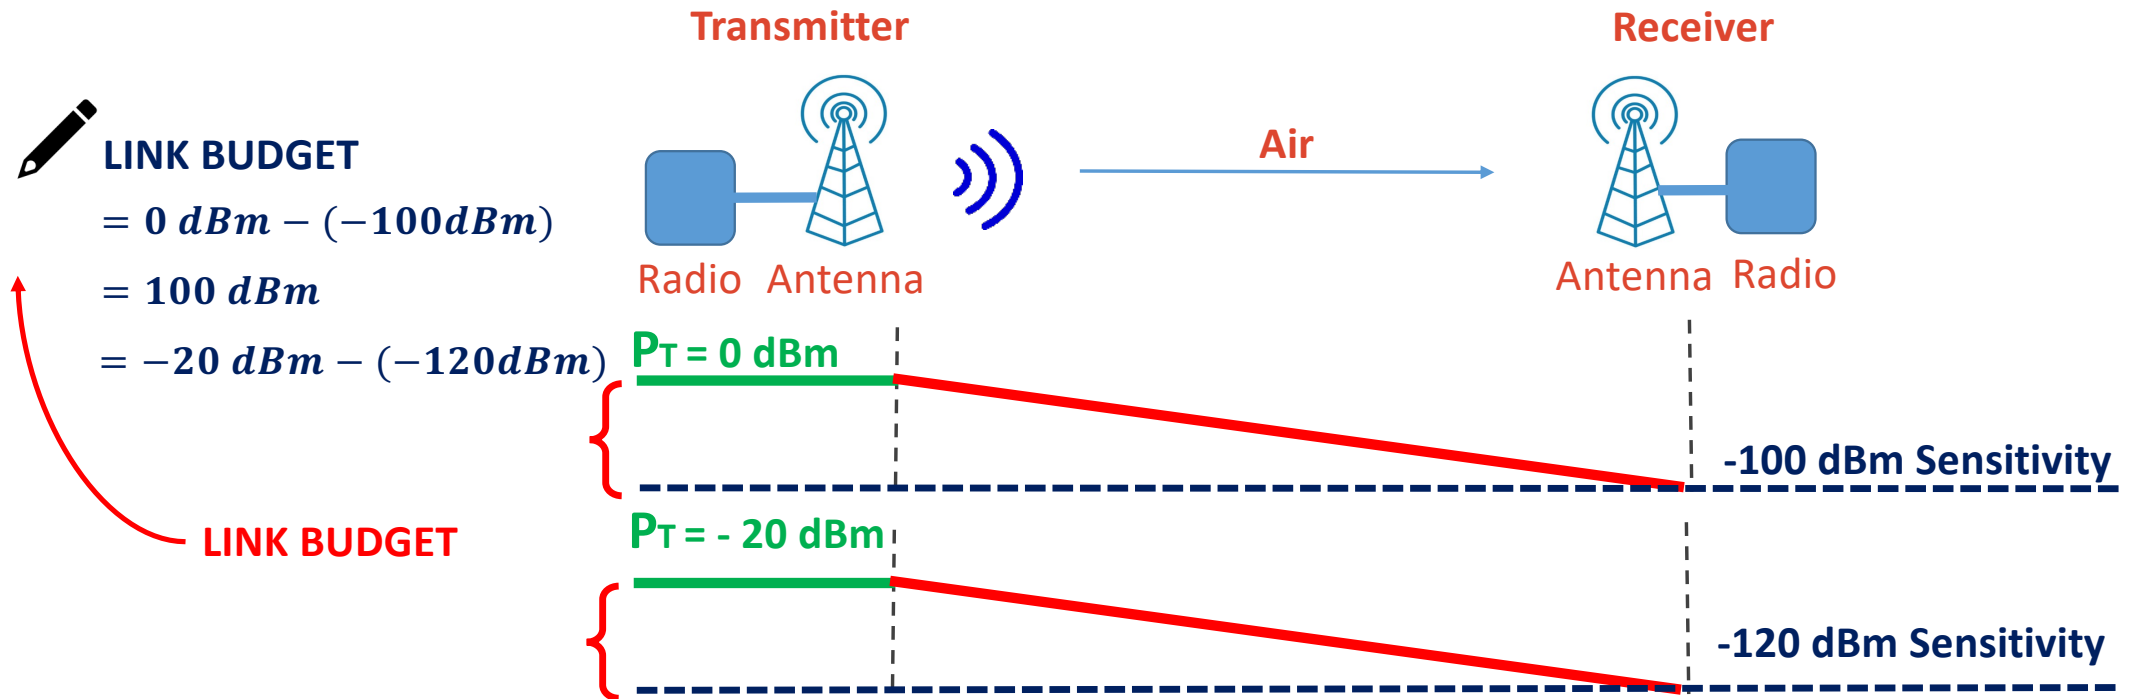 Transmitter
Receiver
Air
LINK BUDGET
= 0 dBm − (−100dBm)
= 100 dBm
= −20 dBm − (−120dBm)
Radio Antenna
Antenna Radio
PT = 0 dBm
-100 dBm Sensitivity
LINK BUDGET
PT = - 20 dBm
-120 dBm Sensitivity